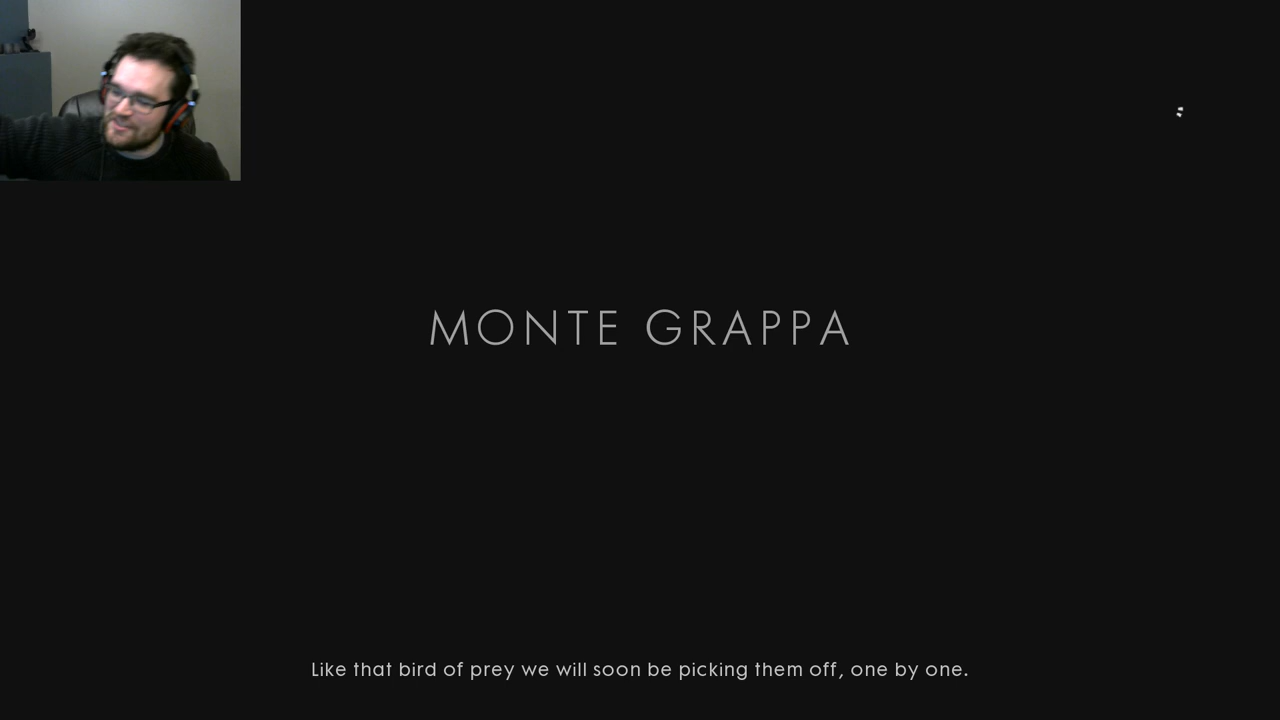 MONTE GRAPPA
Like that bird of prey we will soon be picking them off, one by one.